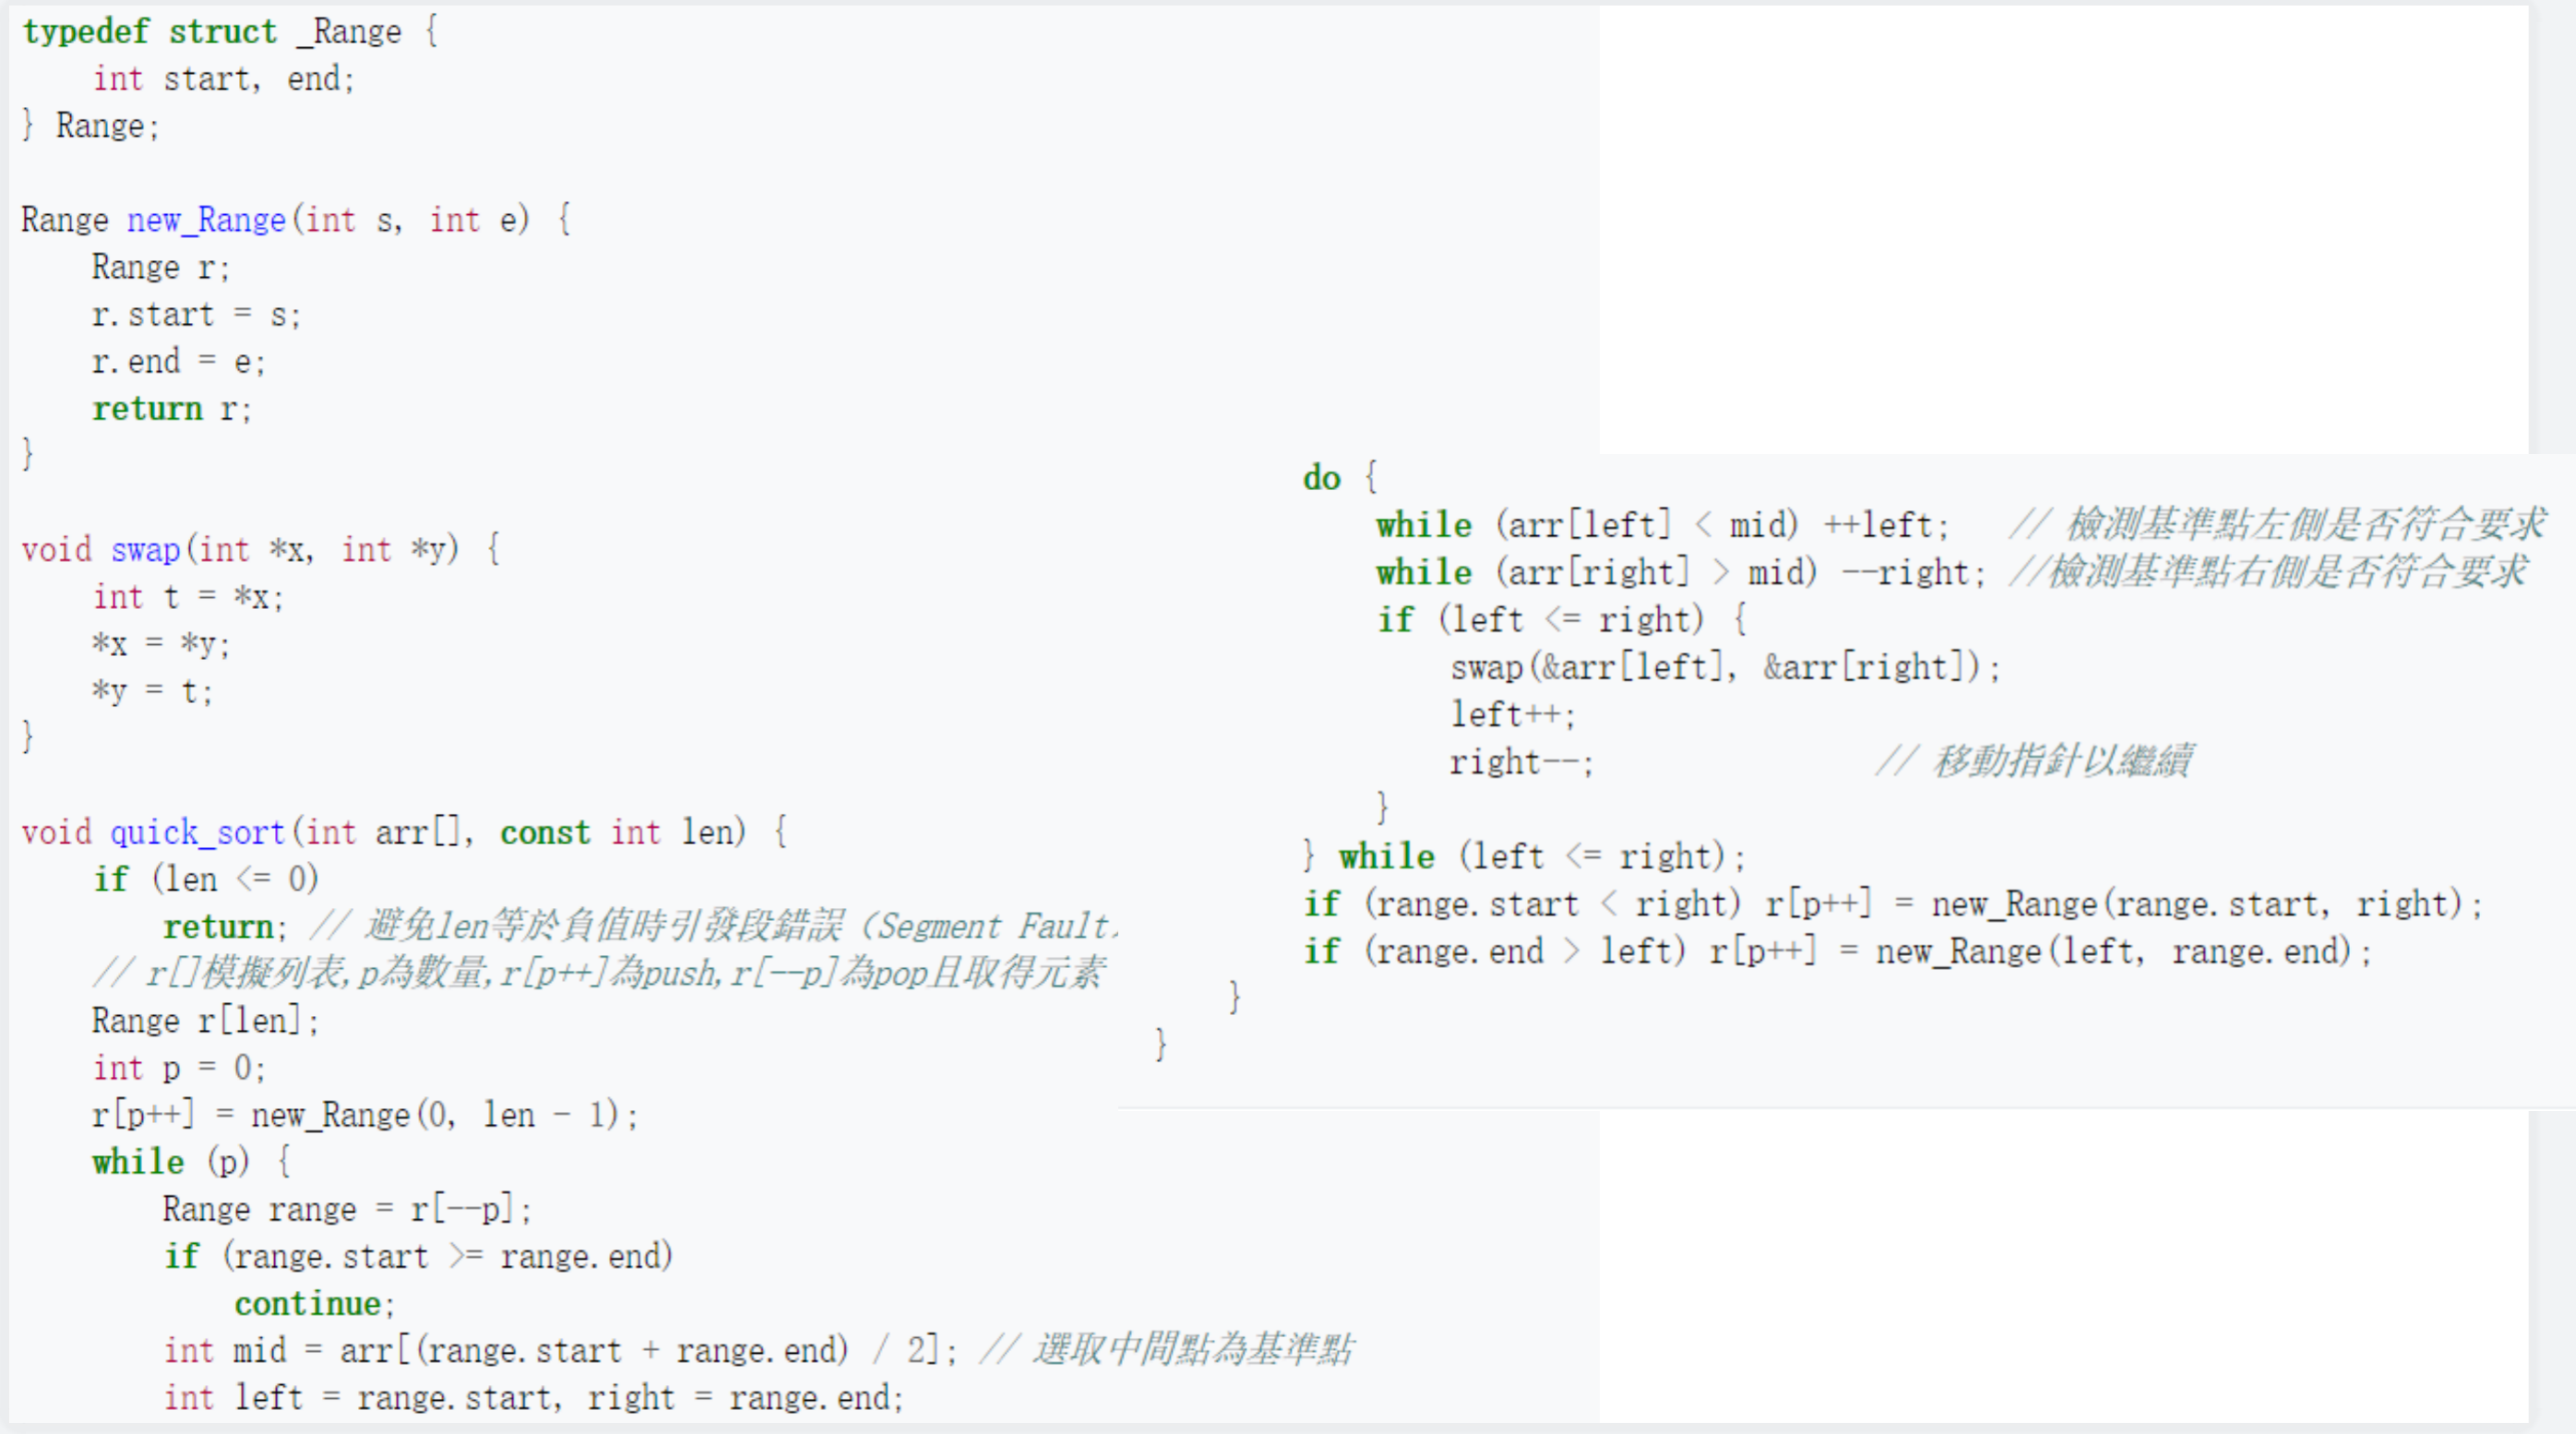 typedef struct _Range {
    int start, end;
} Range;

Range new_Range(int s, int e) {
    Range r;
    r.start = s;
    r.end = e;
    return r;
}

void swap(int *x, int *y) {
    int t = *x;
    *x = *y;
    *y = t;
}

void quick_sort(int arr[], const int len) {
    if (len <= 0)
        return; // 避免len等於負值時引發段錯誤（Segment Fault）
    // r[]模擬列表,p為數量,r[p++]為push,r[--p]為pop且取得元素
    Range r[len];
    int p = 0;
    r[p++] = new_Range(0, len - 1);
    while (p) {
        Range range = r[--p];
        if (range.start >= range.end)
            continue;
        int mid = arr[(range.start + range.end) / 2]; // 選取中間點為基準點
        int left = range.start, right = range.end;
        do {
            while (arr[left] < mid) ++left;   // 檢測基準點左側是否符合要求
            while (arr[right] > mid) --right; //檢測基準點右側是否符合要求
            if (left <= right) {
                swap(&arr[left], &arr[right]);
                left++;
                right--;               // 移動指針以繼續
            }
        } while (left <= right);
        if (range.start < right) r[p++] = new_Range(range.start, right);
        if (range.end > left) r[p++] = new_Range(left, range.end);
    }
}